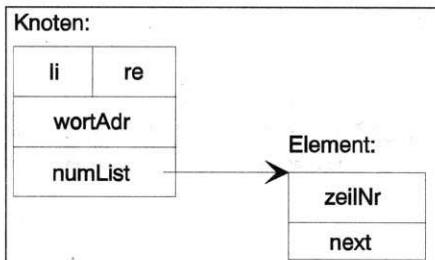 Knoten:
li re
wortAdr
numList
Element:
zeilNr
next